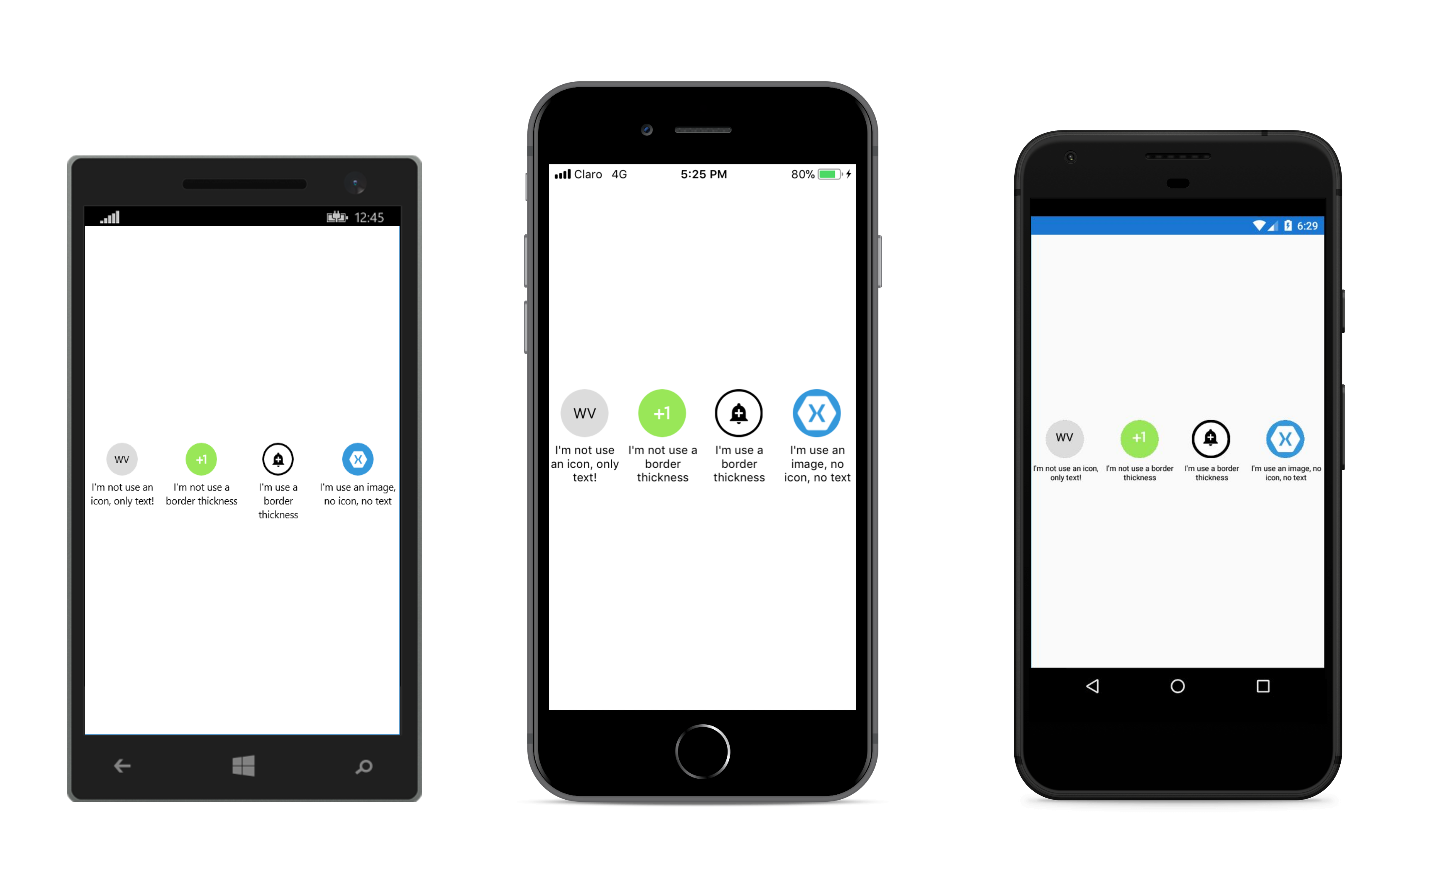 12:45
WV
+1
I'm not use an
icon, only text!
I'm not use a
border thickness
I'm use a
border
thickness
I'm use an image,
no icon, no text
Claro 4G
5:25 PM
80%
WV
+1
I'm not use
an icon, only
text!
I'm not use a
border
thickness
I'm use a
border
thickness
I'm use an
image, no
icon, no text
6:29
WV
+1
I'm not use an icon,
only text!
I'm not use a border
thickness
I'm use a border
thickness
I'm use an image, no
icon, no text